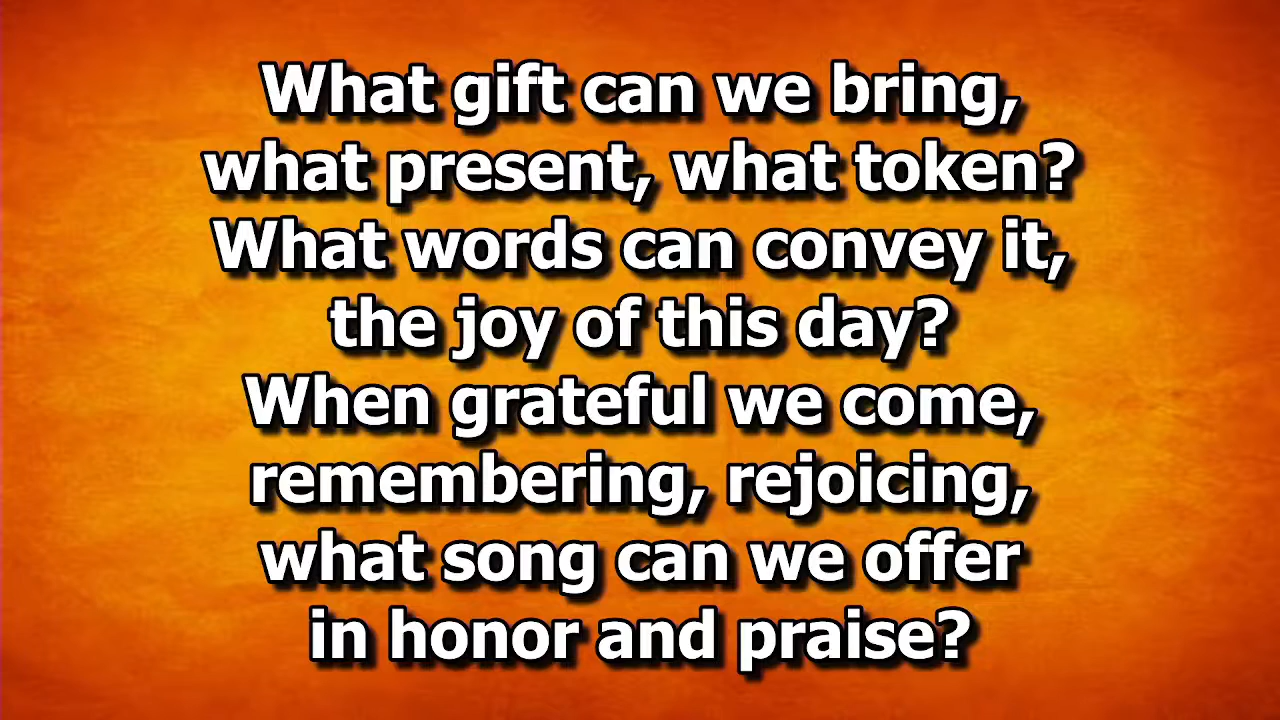 What gift can we bring,
what present, what token?
What words can convey it,
the joy of this day?
When grateful we come,
remembering, rejoicing,
what song can we offer
in honor and praise?